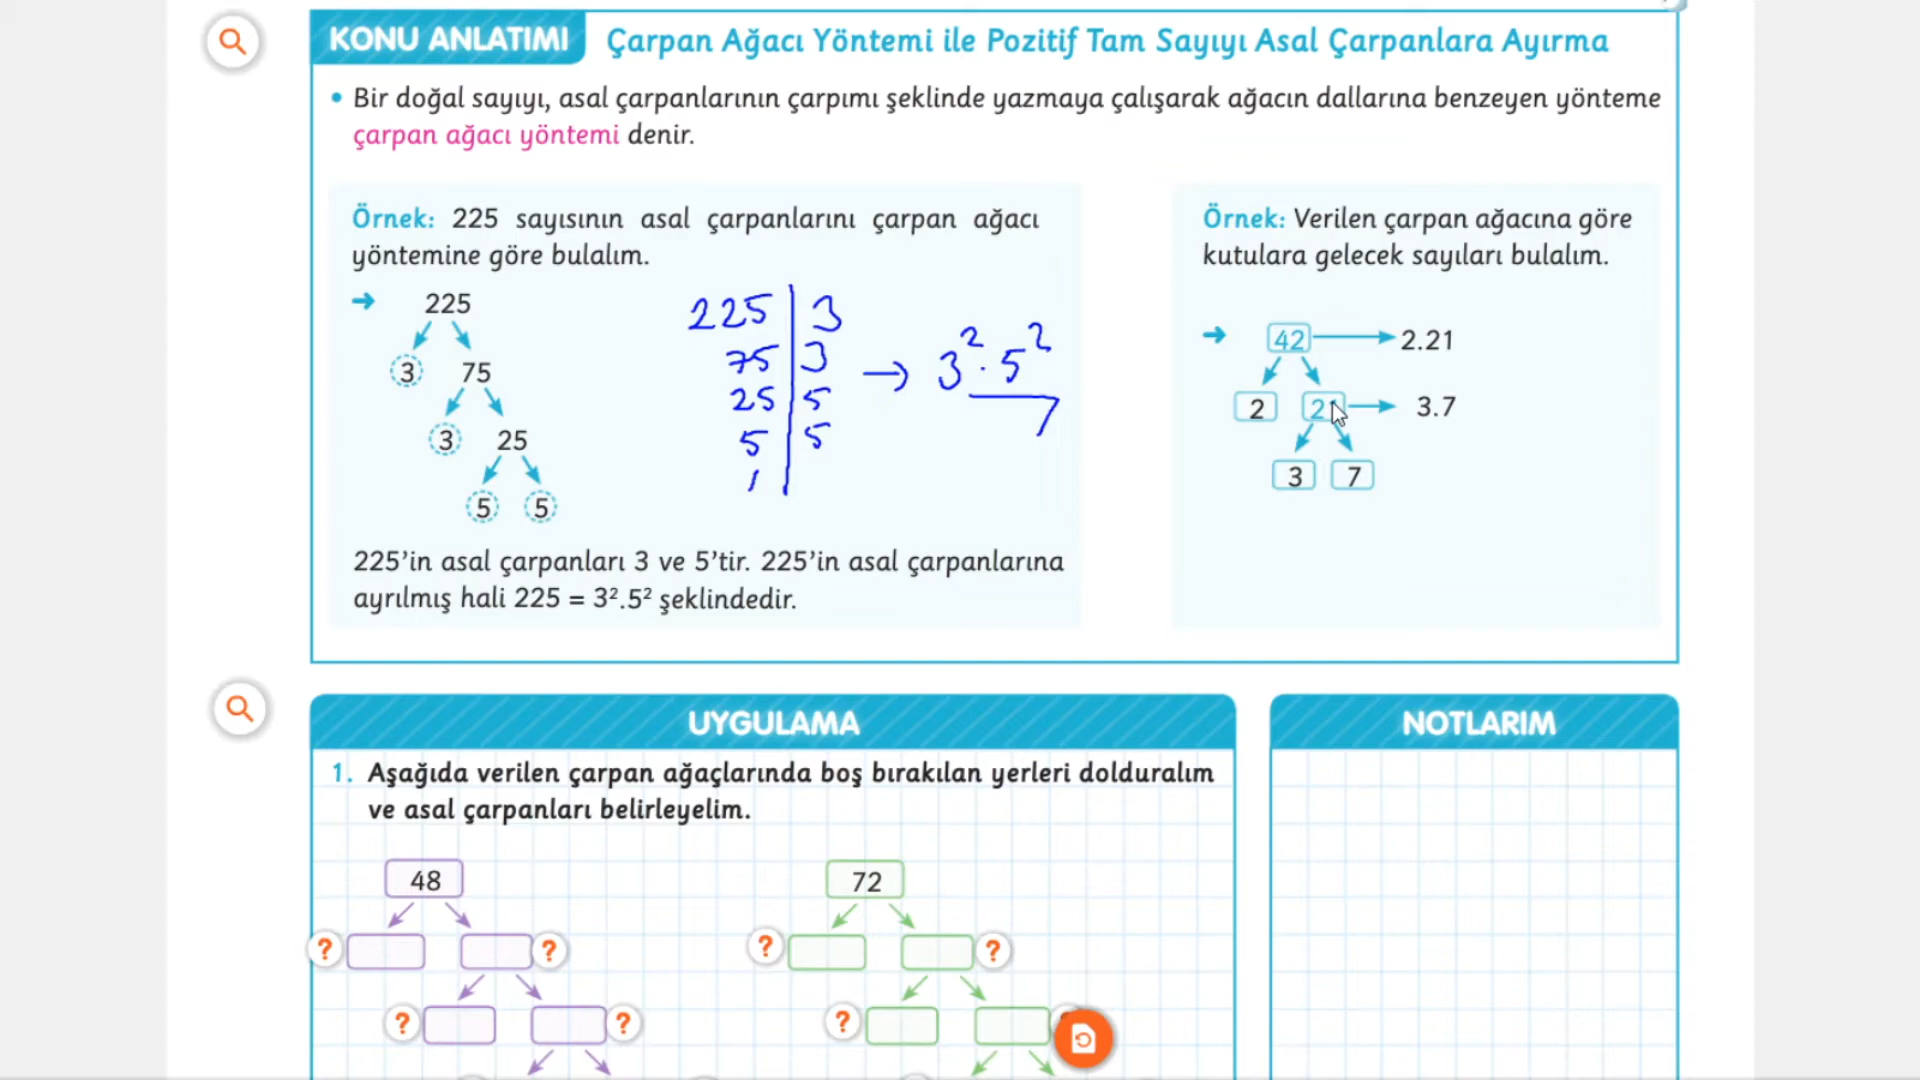 KONU ANLATIMI
Çarpan Ağacı Yöntemi ile Pozitif Tam Sayıyı Asal Çarpanlara Ayırma
• Bir doğal sayıyı, asal çarpanlarının çarpımı şeklinde yazmaya çalışarak ağacın dallarına benzeyen yönteme
çarpan ağacı yöntemi denir.
Örnek: 225 sayısının asal çarpanlarını çarpan ağacı
yöntemine göre bulalım.
225
3 75
3 25
5 5
225 3
75 3
25 5
5 5
1
→ 3².5²
225'in asal çarpanları 3 ve 5'tir. 225'in asal çarpanlarına
ayrılmış hali 225 = 3².5² şeklindedir.
Örnek: Verilen çarpan ağacına göre
kutulara gelecek sayıları bulalım.
42 2.21
2 21 3.7
3 7
UYGULAMA
1. Aşağıda verilen çarpan ağaçlarında boş bırakılan yerleri dolduralım
ve asal çarpanları belirleyelim.
48 72
? ? ? ?
? ? ?
NOTLARIM